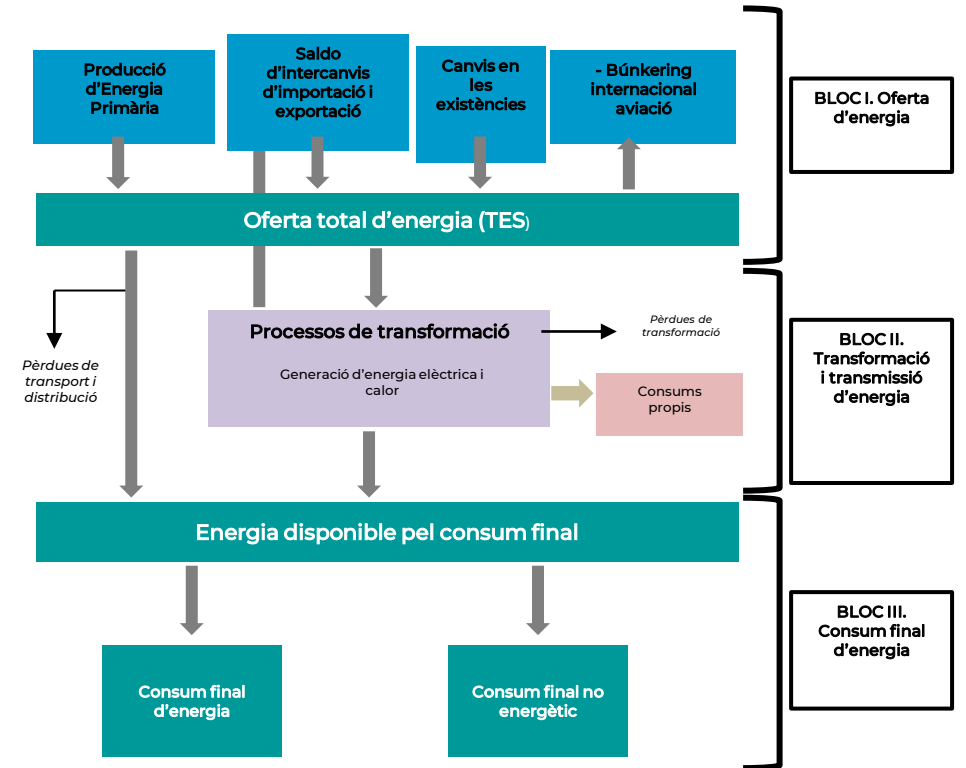 Producció
d'Energia
Primària
Saldo
d'intercanvis
d'importació i
exportació
Canvis en
les
existències
- Búnkering
internacional
aviació
BLOC I. Oferta
d'energia
Oferta total d'energia (TES)
Pèrdues de
transport i
distribució
Processos de transformació
Generació d'energia elèctrica i
calor
Pèrdues de
transformació
Consums
propis
BLOC II.
Transformació
i transmissió
d'energia
Energia disponible pel consum final
Consum final
d'energia
Consum final no
energètic
BLOC III.
Consum final
d'energia